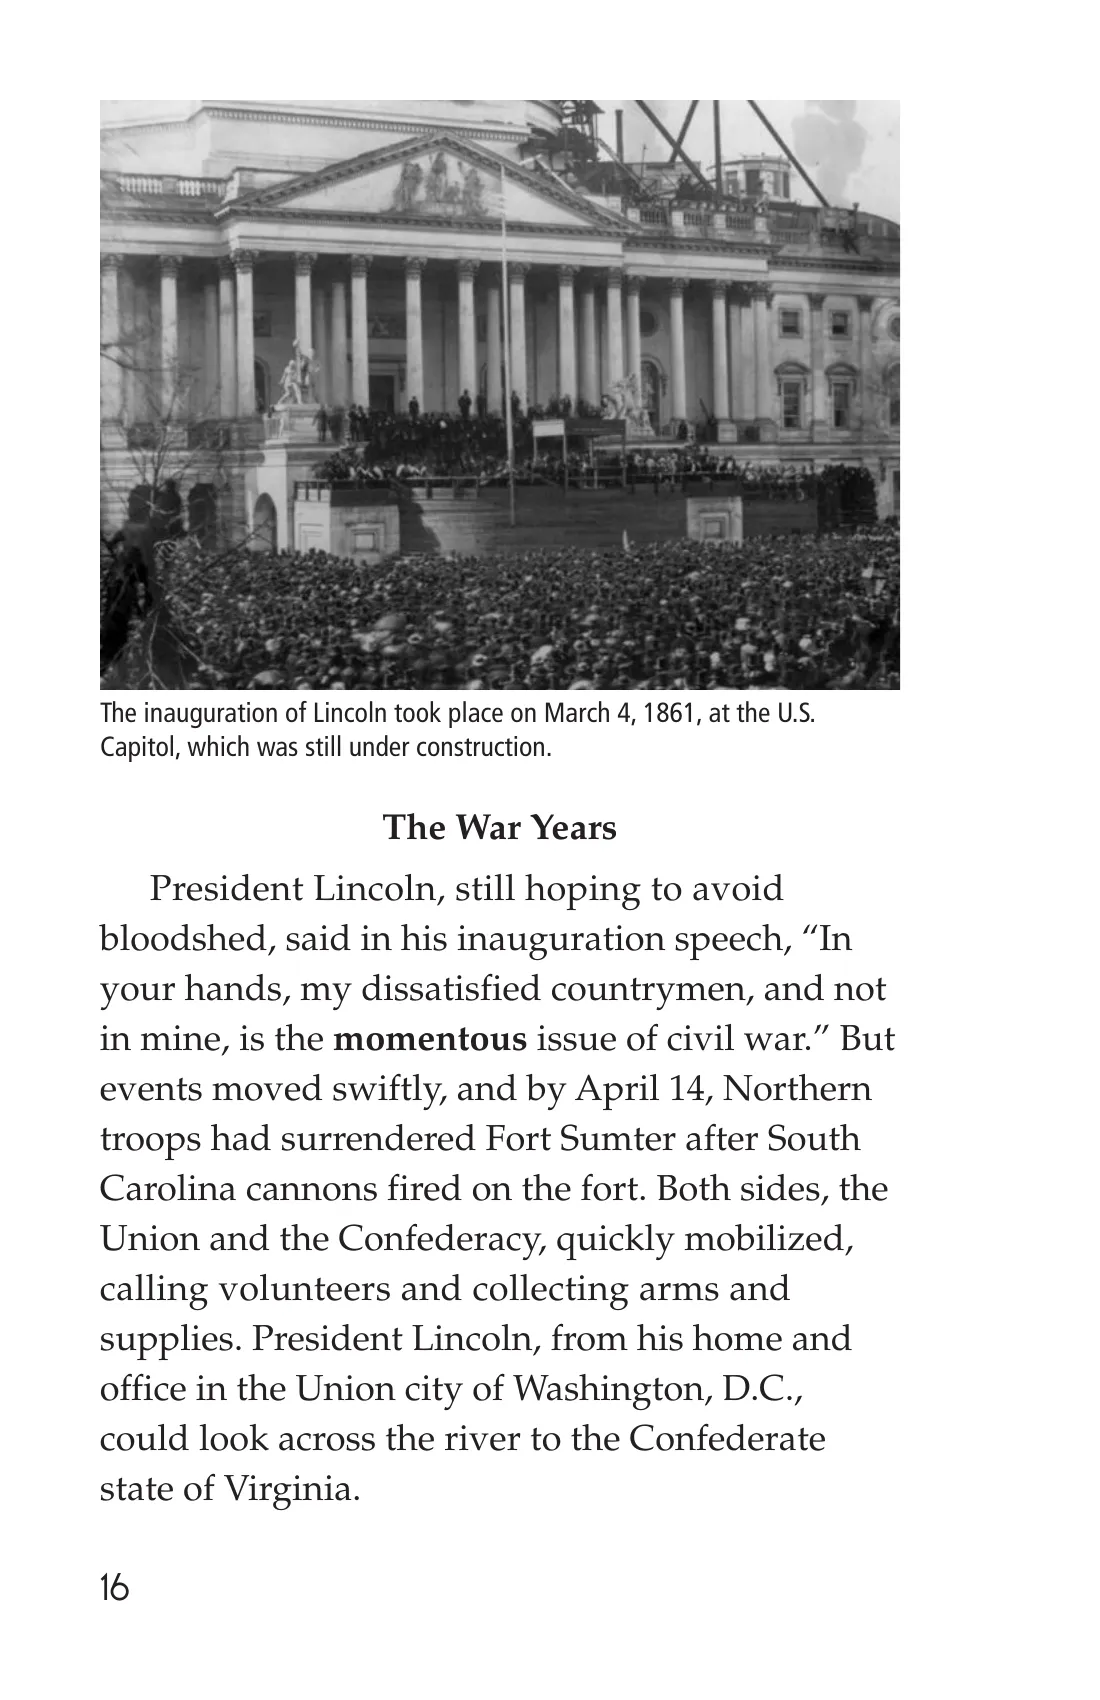 The inauguration of Lincoln took place on March 4, 1861, at the U.S.
Capitol, which was still under construction.
The War Years
President Lincoln, still hoping to avoid
bloodshed, said in his inauguration speech, “In
your hands, my dissatisfied countrymen, and not
in mine, is the momentous issue of civil war.” But
events moved swiftly, and by April 14, Northern
troops had surrendered Fort Sumter after South
Carolina cannons fired on the fort. Both sides, the
Union and the Confederacy, quickly mobilized,
calling volunteers and collecting arms and
supplies. President Lincoln, from his home and
office in the Union city of Washington, D.C.,
could look across the river to the Confederate
state of Virginia.
16